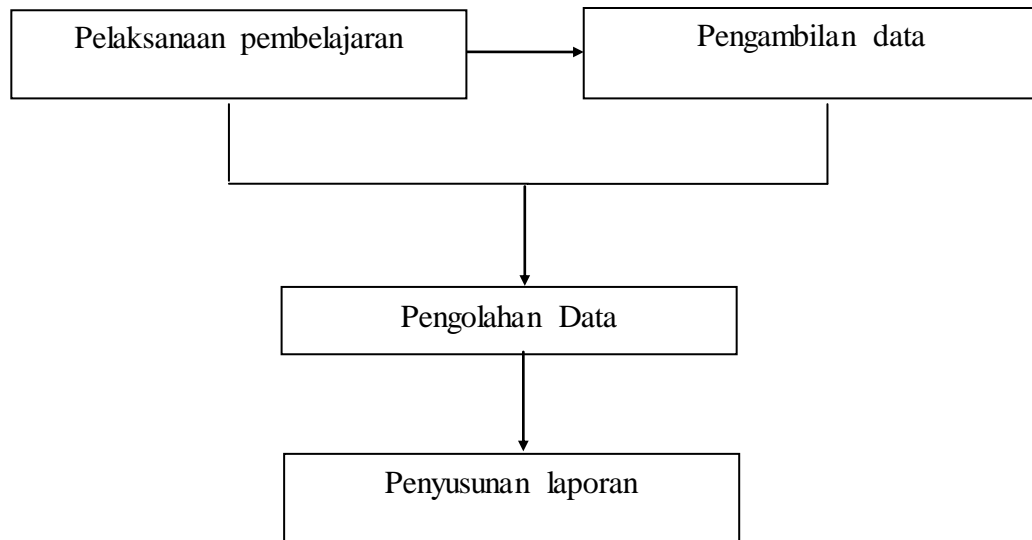 Pelaksanaan pembelajaran
Pengambilan data
Pengolahan Data
Penyusunan laporan